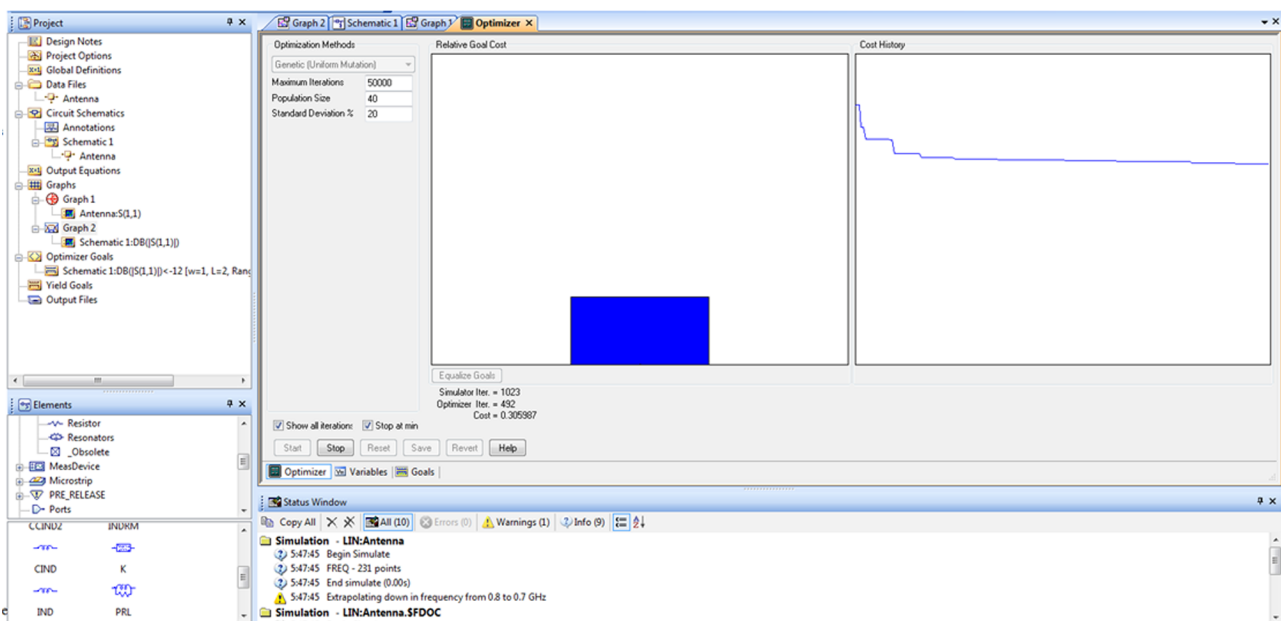 Project
Design Notes
Project Options
Global Definitions
Data Files
Antenna
Circuit Schematics
Annotations
Schematic 1
Antenna
Output Equations
Graphs
Graph 1
Antenna:S(1,1)
Graph 2
Schematic 1:DB(|S(1,1)|)
Optimizer Goals
Schematic 1:DB(|S(1,1)|)<-12 [w=1, L=2, Rang
Yield Goals
Output Files
Elements
Resistor
Resonators
_Obsolete
MeasDevice
Microstrip
PRE_RELEASE
Ports
CCIND2 INDRM
CIND K
IND PRL
Graph 2 Schematic 1 Graph 1 Optimizer
Optimization Methods
Genetic (Uniform Mutation)
Maximum Iterations 50000
Population Size 40
Standard Deviation % 20
Relative Goal Cost
Cost History
Equalize Goals
Simulator Iter. = 1023
Optimizer Iter. = 492
Cost = 0.305987
Show all iteration: Stop at min
Start Stop Reset Save Revert Help
Optimizer Variables Goals
Status Window
Copy All All (10) Errors (0) Warnings (1) Info (9)
Simulation - LIN:Antenna
5:47:45 Begin Simulate
5:47:45 FREQ - 231 points
5:47:45 End simulate (0.00s)
5:47:45 Extrapolating down in frequency from 0.8 to 0.7 GHz
Simulation - LIN:Antenna.$FDOC